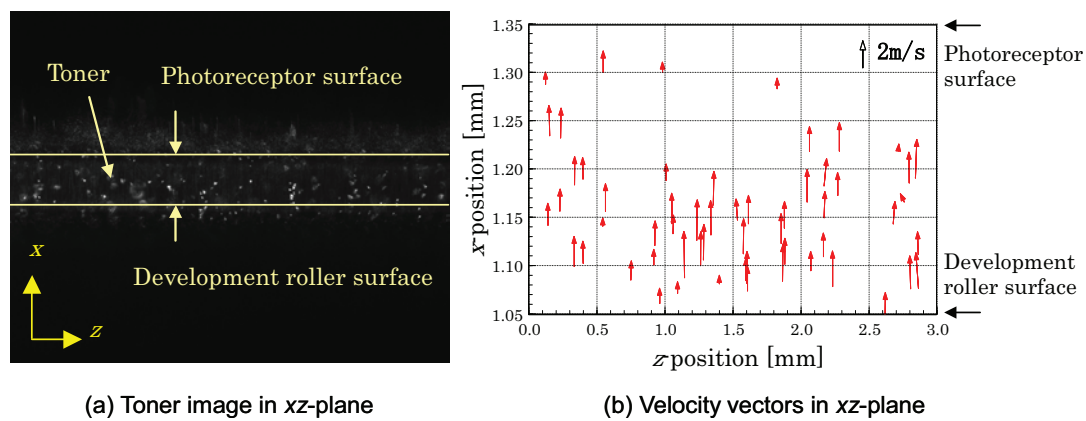 Toner
Photoreceptor surface
Development roller surface
x
z
(a) Toner image in xz-plane
1.35
1.30
1.25
1.20
1.15
1.10
1.05
x-position [mm]
0.0 0.5 1.0 1.5 2.0 2.5 3.0
z-position [mm]
2m/s
Photoreceptor
surface
Development
roller surface
(b) Velocity vectors in xz-plane